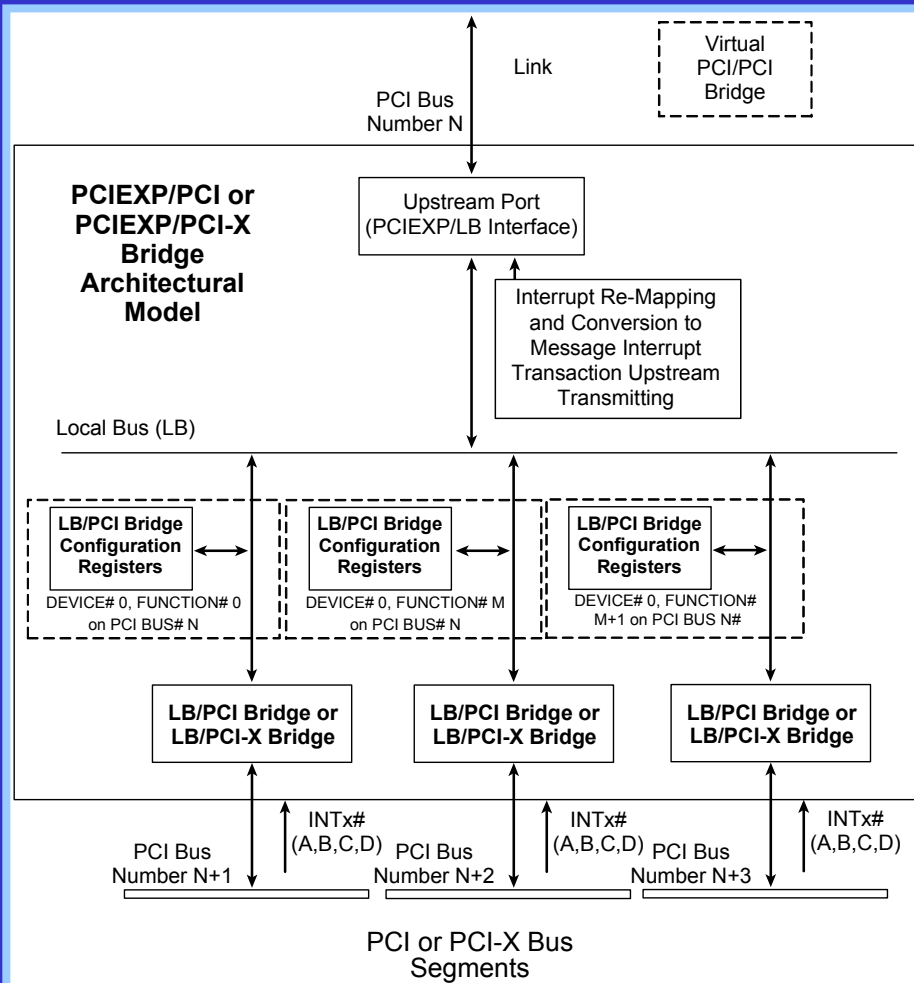 Link
Virtual
PCI/PCI
Bridge
PCI Bus
Number N
PCIEXP/PCI or
PCIEXP/PCI-X
Bridge
Architectural
Model
Upstream Port
(PCIEXP/LB Interface)
Interrupt Re-Mapping
and Conversion to
Message Interrupt
Transaction Upstream
Transmitting
Local Bus (LB)
LB/PCI Bridge
Configuration
Registers
DEVICE# 0, FUNCTION# 0
on PCI BUS# N
LB/PCI Bridge
Configuration
Registers
DEVICE# 0, FUNCTION# M
on PCI BUS# N
LB/PCI Bridge
Configuration
Registers
DEVICE# 0, FUNCTION#
M+1 on PCI BUS N#
LB/PCI Bridge or
LB/PCI-X Bridge
LB/PCI Bridge or
LB/PCI-X Bridge
LB/PCI Bridge or
LB/PCI-X Bridge
INTx#
(A,B,C,D)
PCI Bus
Number N+1
INTx#
(A,B,C,D)
PCI Bus
Number N+2
INTx#
(A,B,C,D)
PCI Bus
Number N+3
PCI or PCI-X Bus
Segments